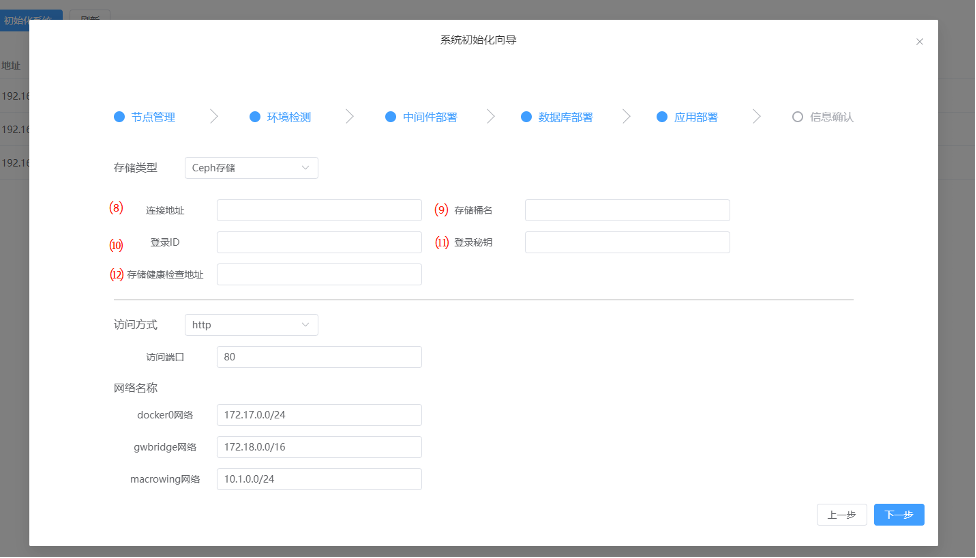 初始化系统 刷新
系统初始化向导
地址
192.16
192.16
192.10
节点管理 环境检测 中间件部署 数据库部署 应用部署 信息确认
存储类型 Ceph存储
(8) 连接地址 (9) 存储桶名
(10) 登录ID (11) 登录秘钥
(12) 存储健康检查地址
访问方式 http
访问端口 80
网络名称
docker0网络 172.17.0.0/24
gwbridge网络 172.18.0.0/16
macrowing网络 10.1.0.0/24
上一步 下一步